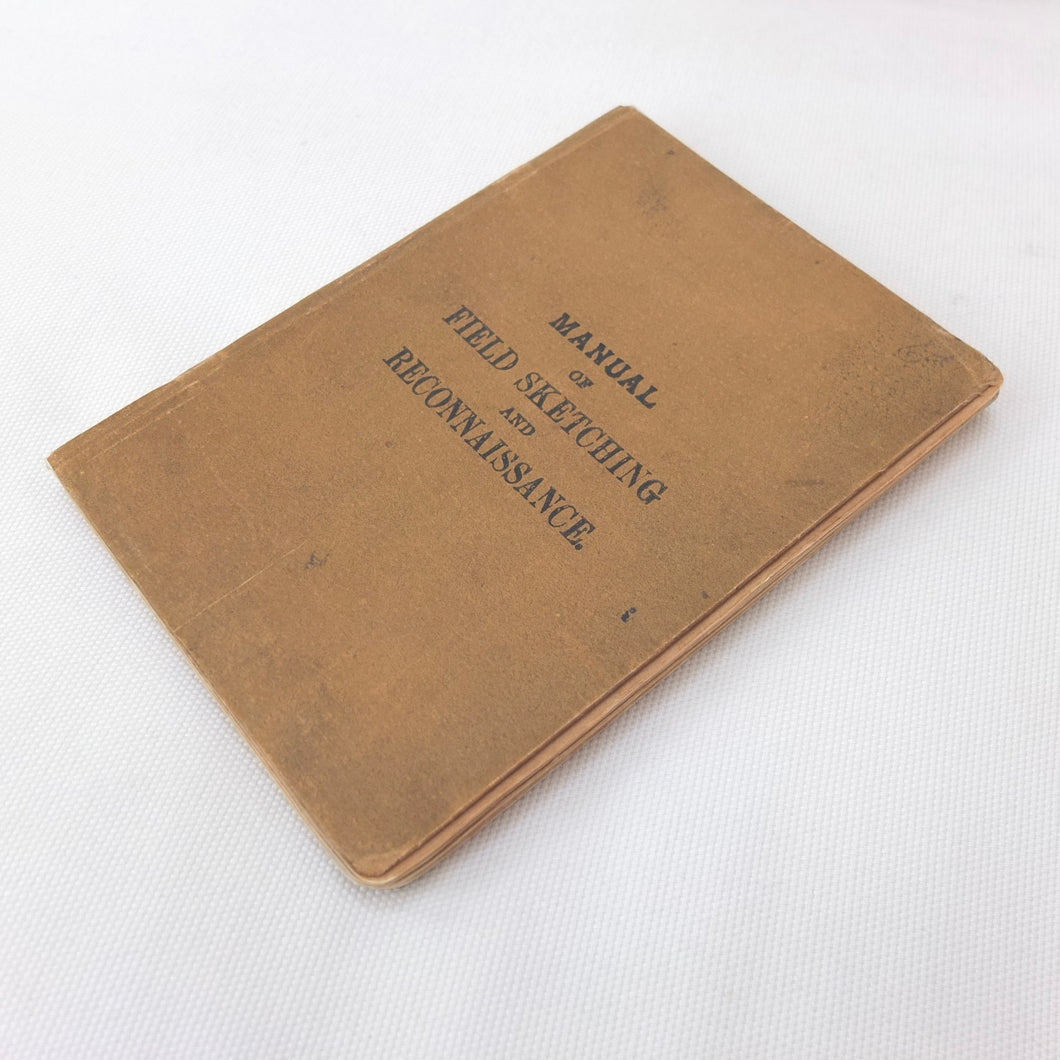 MANUAL
OF
FIELD SKETCHING
AND
RECONNAISSANCE.